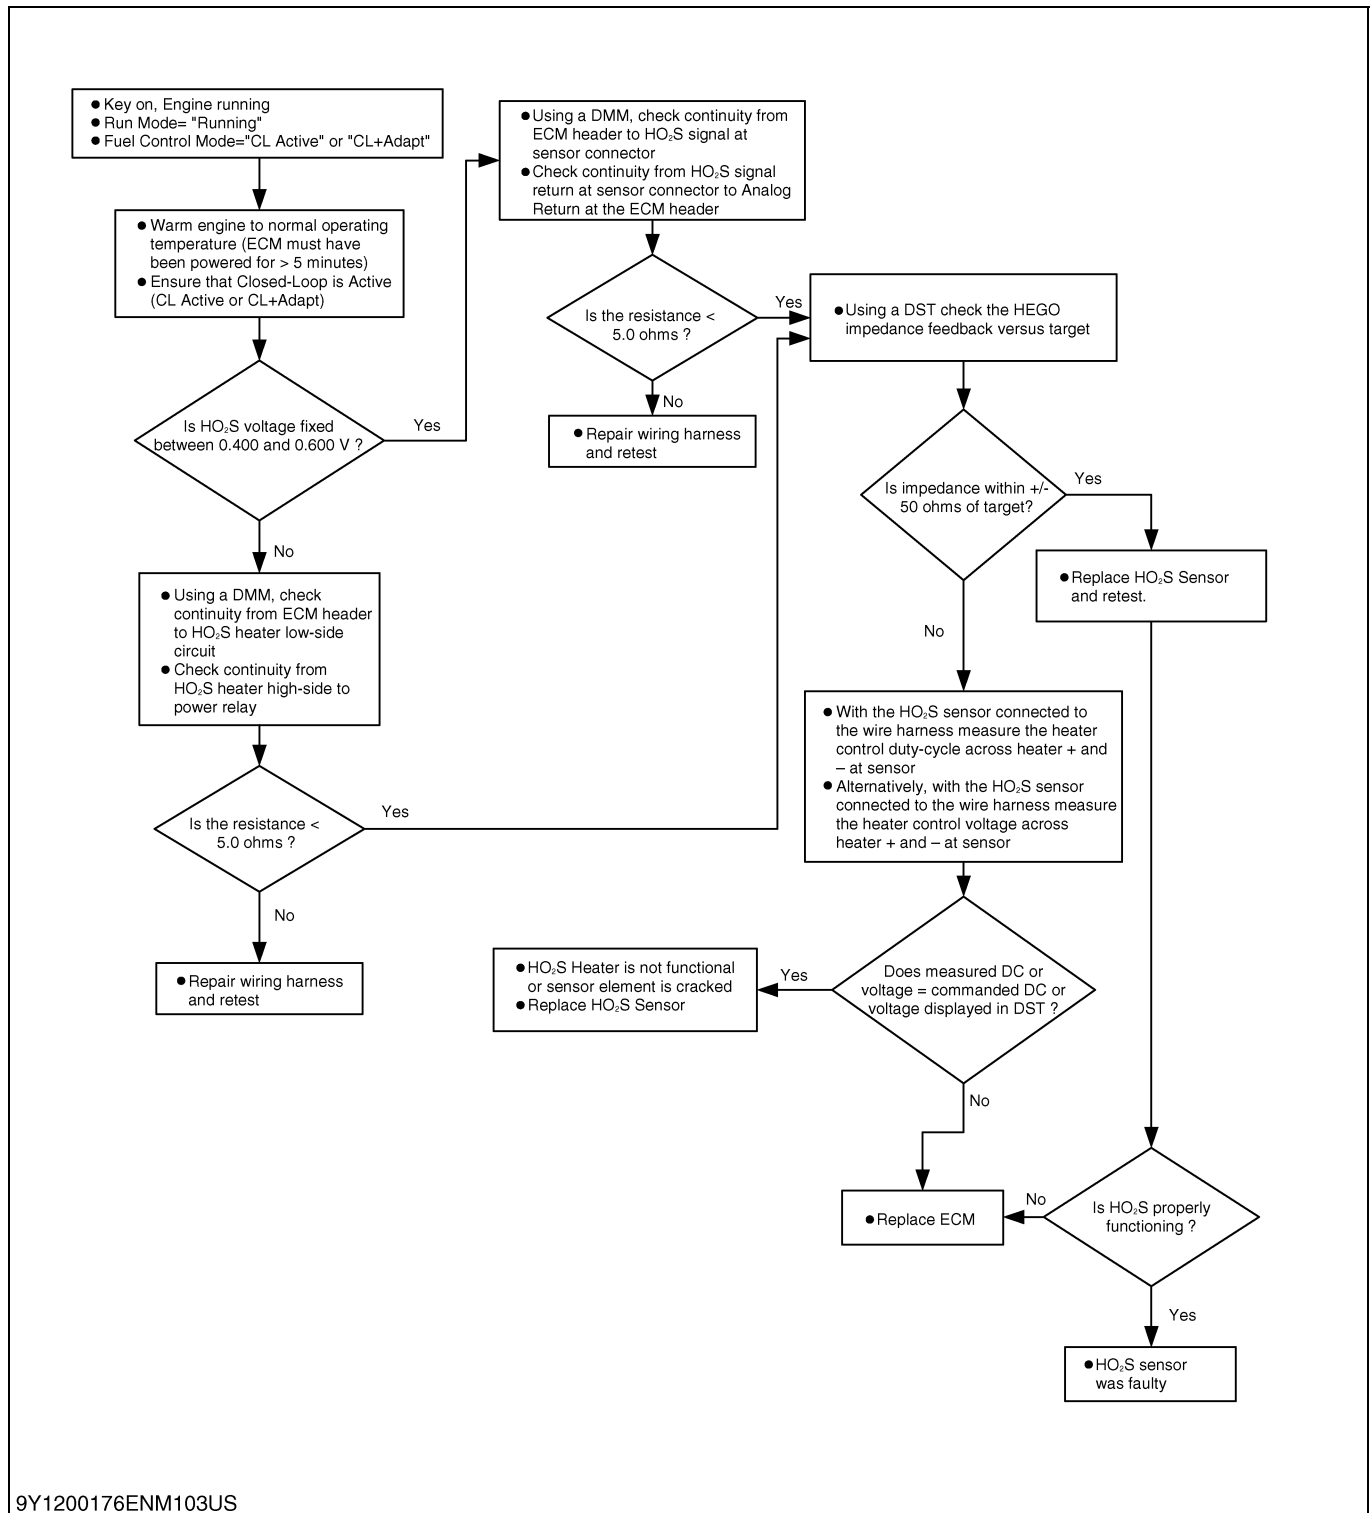 ● Key on, Engine running
● Run Mode= "Running"
● Fuel Control Mode="CL Active" or "CL+Adapt"
● Warm engine to normal operating
temperature (ECM must have
been powered for > 5 minutes)
● Ensure that Closed-Loop is Active
(CL Active or CL+Adapt)
Is HO₂S voltage fixed
between 0.400 and 0.600 V ?
Yes
No
● Using a DMM, check continuity from
ECM header to HO₂S signal at
sensor connector
● Check continuity from HO₂S signal
return at sensor connector to Analog
Return at the ECM header
Is the resistance <
5.0 ohms ?
Yes
No
● Repair wiring harness
and retest
● Using a DMM, check
continuity from ECM header
to HO₂S heater low-side
circuit
● Check continuity from
HO₂S heater high-side to
power relay
Is the resistance <
5.0 ohms ?
Yes
No
● Repair wiring harness
and retest
● Using a DST check the HEGO
impedance feedback versus target
Is impedance within +/-
50 ohms of target?
Yes
No
● Replace HO₂S Sensor
and retest.
● With the HO₂S sensor connected to
the wire harness measure the heater
control duty-cycle across heater + and
– at sensor
● Alternatively, with the HO₂S sensor
connected to the wire harness measure
the heater control voltage across
heater + and – at sensor
Does measured DC or
voltage = commanded DC or
voltage displayed in DST ?
Yes
No
● HO₂S Heater is not functional
or sensor element is cracked
● Replace HO₂S Sensor
● Replace ECM
Is HO₂S properly
functioning ?
No
Yes
● HO₂S sensor
was faulty
9Y1200176ENM103US